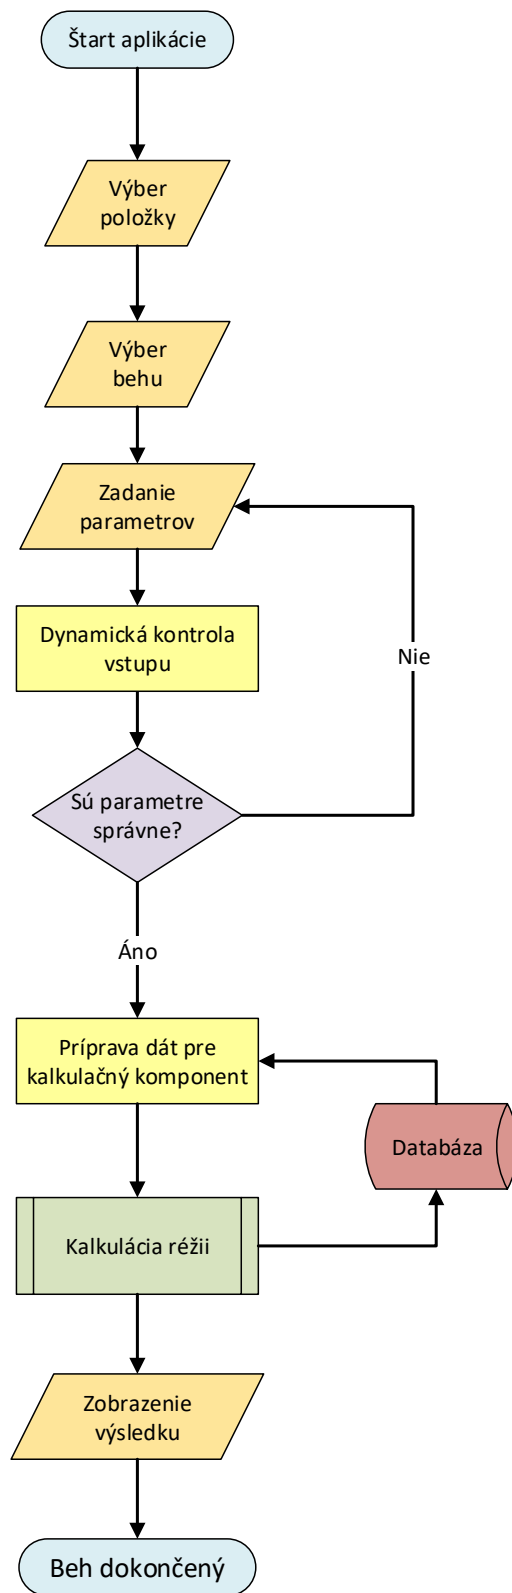 Štart aplikácie
Výber
položky
Výber
behu
Zadanie
parametrov
Dynamická kontrola
vstupu
Nie
Sú parametre
správne?
Áno
Príprava dát pre
kalkulačný komponent
Databáza
Kalkulácia réžii
Zobrazenie
výsledku
Beh dokončený